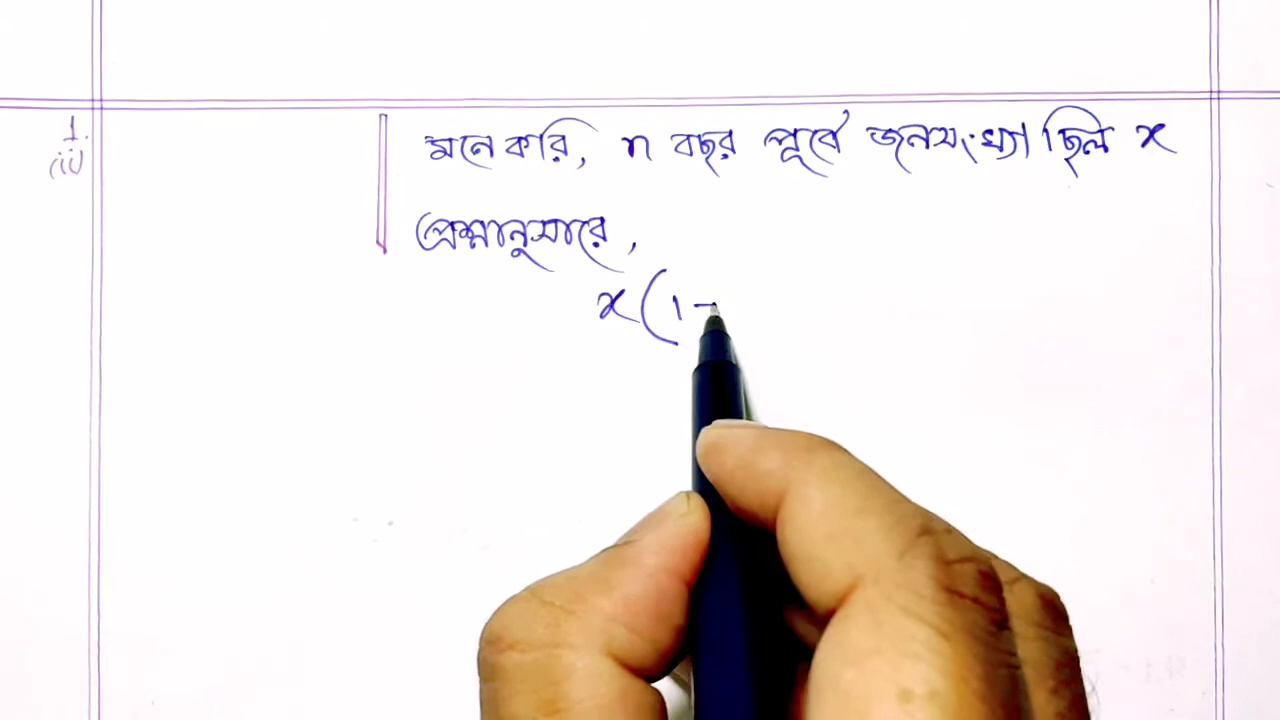 1.
(ii)
মনে করি, n বছর পূর্বে জনসংখ্যা ছিল x
প্রশ্নানুসারে,
x(1-